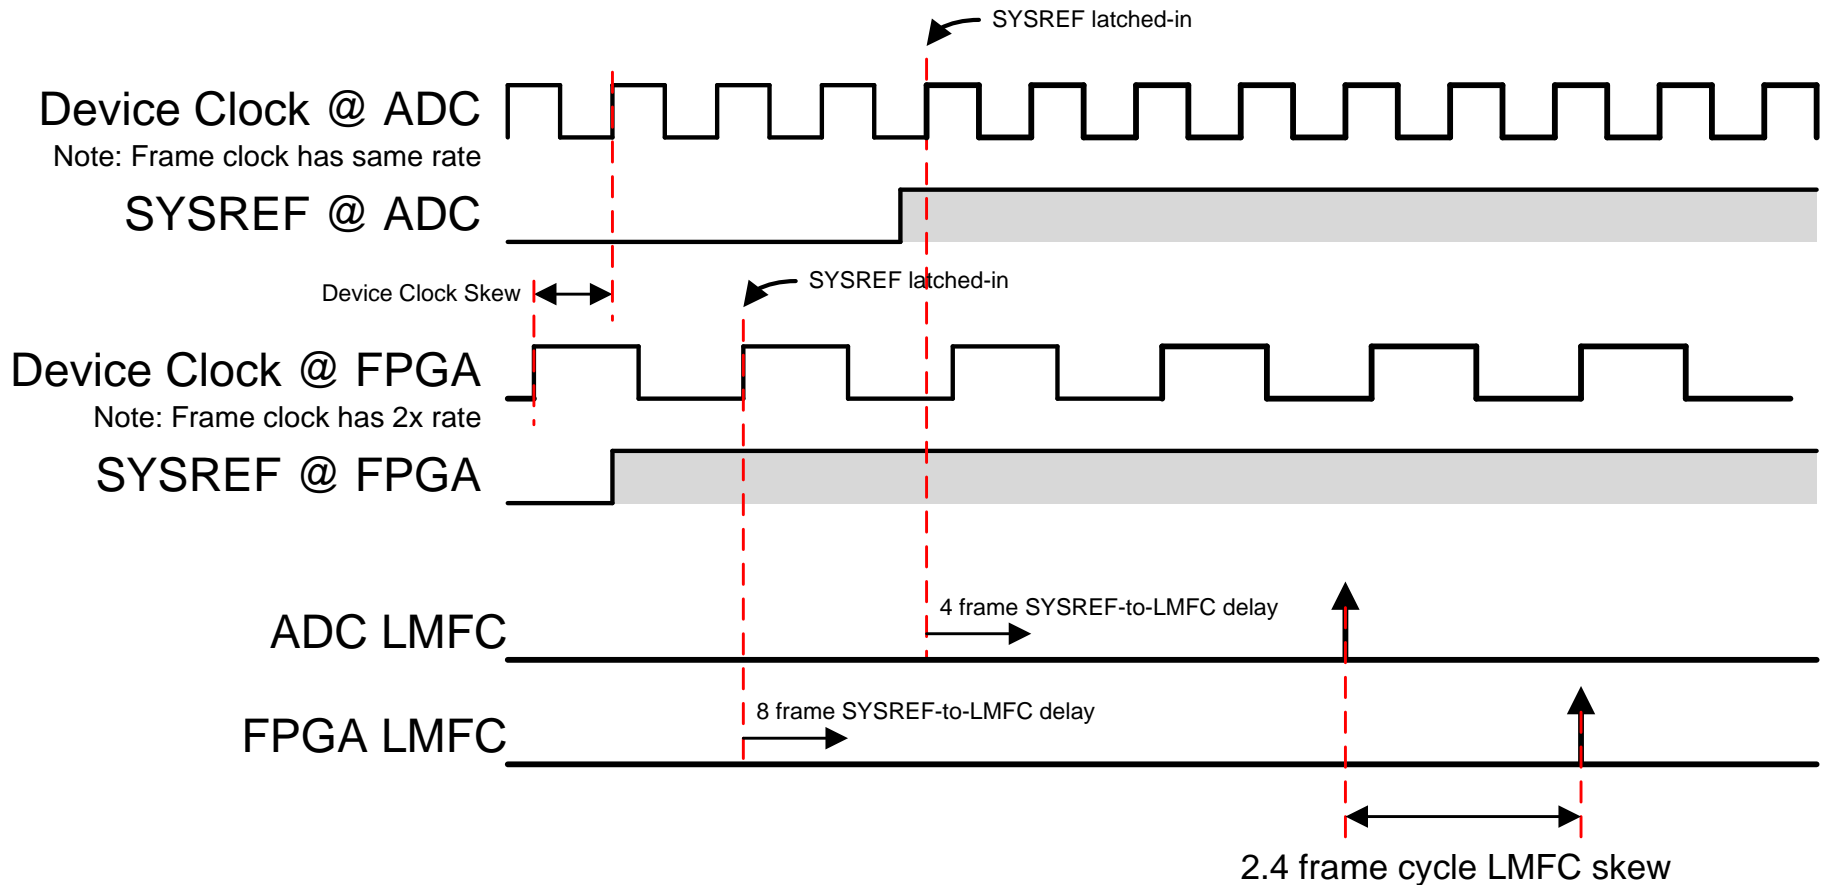 SYSREF latched-in
Device Clock @ ADC
Note: Frame clock has same rate
SYSREF @ ADC
Device Clock Skew
SYSREF latched-in
Device Clock @ FPGA
Note: Frame clock has 2x rate
SYSREF @ FPGA
4 frame SYSREF-to-LMFC delay
ADC LMFC
8 frame SYSREF-to-LMFC delay
FPGA LMFC
2.4 frame cycle LMFC skew